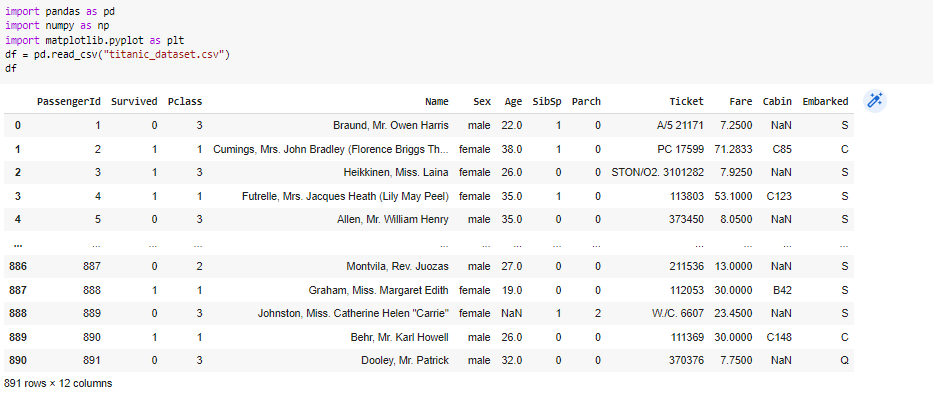 import pandas as pd
import numpy as np
import matplotlib.pyplot as plt
df = pd.read_csv("titanic_dataset.csv")
df
PassengerId Survived Pclass Name Sex Age SibSp Parch Ticket Fare Cabin Embarked
0 1 0 3 Braund, Mr. Owen Harris male 22.0 1 0 A/5 21171 7.2500 NaN S
1 2 1 1 Cumings, Mrs. John Bradley (Florence Briggs Th... female 38.0 1 0 PC 17599 71.2833 C85 C
2 3 1 3 Heikkinen, Miss. Laina female 26.0 0 0 STON/O2. 3101282 7.9250 NaN S
3 4 1 1 Futrelle, Mrs. Jacques Heath (Lily May Peel) female 35.0 1 0 113803 53.1000 C123 S
4 5 0 3 Allen, Mr. William Henry male 35.0 0 0 373450 8.0500 NaN S
... ... ... ... ... ... ... ... ... ... ... ... ...
886 887 0 2 Montvila, Rev. Juozas male 27.0 0 0 211536 13.0000 NaN S
887 888 1 1 Graham, Miss. Margaret Edith female 19.0 0 0 112053 30.0000 B42 S
888 889 0 3 Johnston, Miss. Catherine Helen "Carrie" female NaN 1 2 W./C. 6607 23.4500 NaN S
889 890 1 1 Behr, Mr. Karl Howell male 26.0 0 0 111369 30.0000 C148 C
890 891 0 3 Dooley, Mr. Patrick male 32.0 0 0 370376 7.7500 NaN Q
891 rows × 12 columns